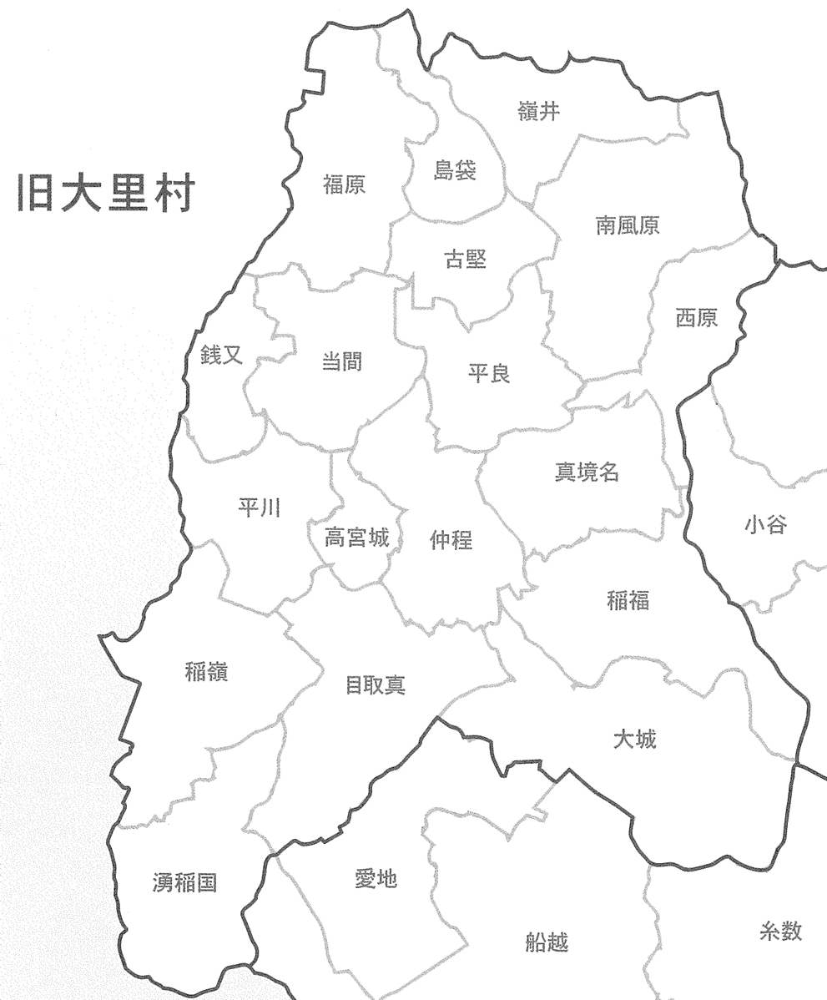 嶺井
島袋
福原
旧大里村
南風原
古堅
西原
銭又
当間
平良
真境名
平川
小谷
高宮城
仲程
稲福
稲嶺
目取真
大城
湧稲国
愛地
船越
糸数